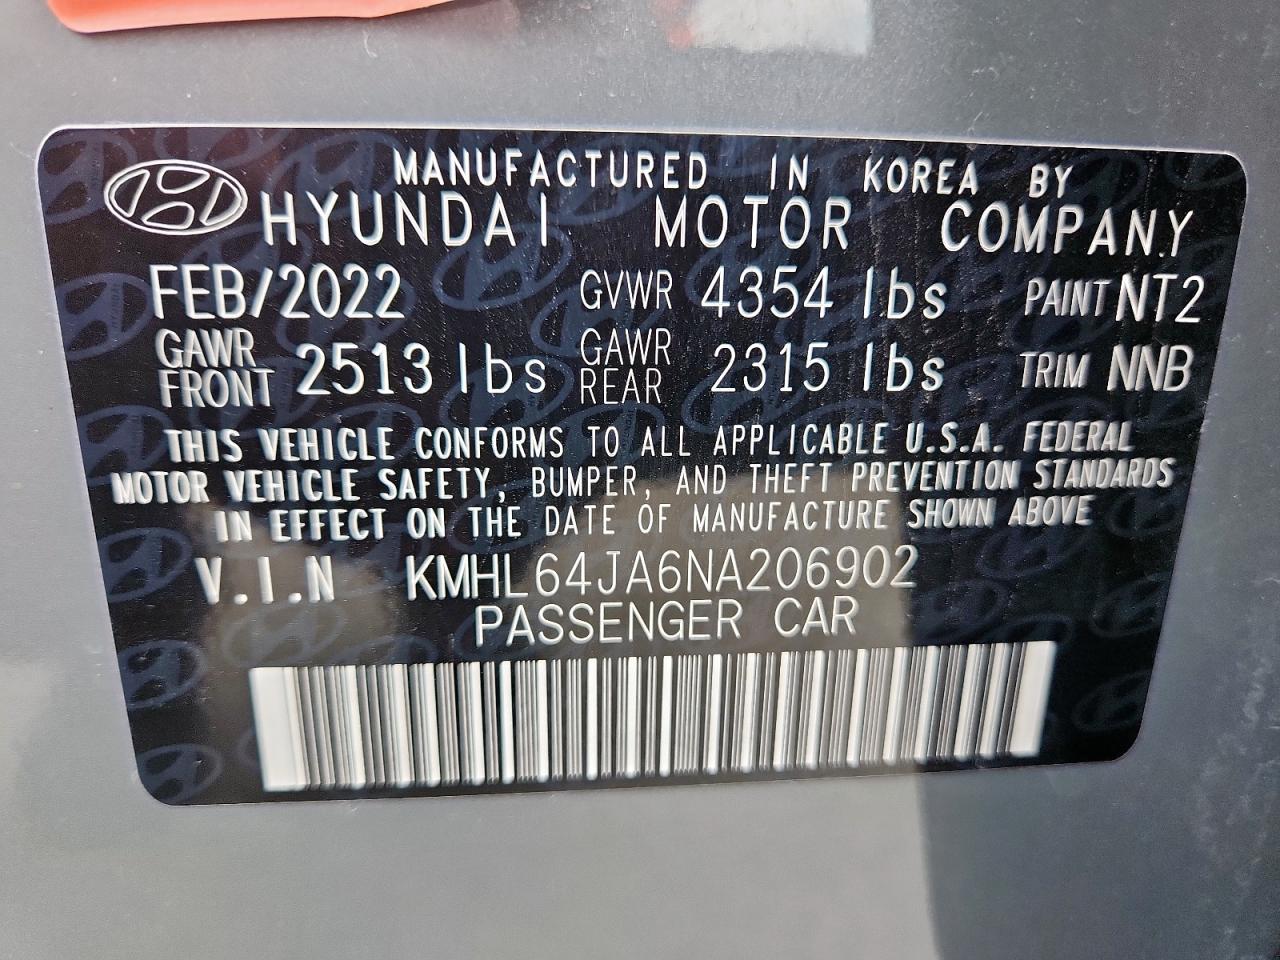 MANUFACTURED IN KOREA BY
HYUNDAI MOTOR COMPANY
FEB/2022 GVWR 4354 lbs PAINT NT2
GAWR FRONT 2513 lbs GAWR REAR 2315 lbs TRIM NNB
THIS VEHICLE CONFORMS TO ALL APPLICABLE U.S.A. FEDERAL
MOTOR VEHICLE SAFETY, BUMPER, AND THEFT PREVENTION STANDARDS
IN EFFECT ON THE DATE OF MANUFACTURE SHOWN ABOVE
V.I.N KMHL64JA6NA206902
PASSENGER CAR